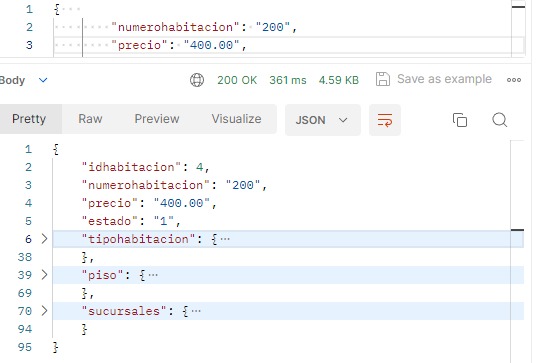 1 {
2 "numerohabitacion": "200",
3 "precio": "400.00",
Body 200 OK 361 ms 4.59 KB Save as example
Pretty Raw Preview Visualize JSON
1 {
2 "idhabitacion": 4,
3 "numerohabitacion": "200",
4 "precio": "400.00",
5 "estado": "1",
6 "tipohabitacion": {⋯
38 },
39 "piso": {⋯
69 },
70 "sucursales": {⋯
94 }
95 }